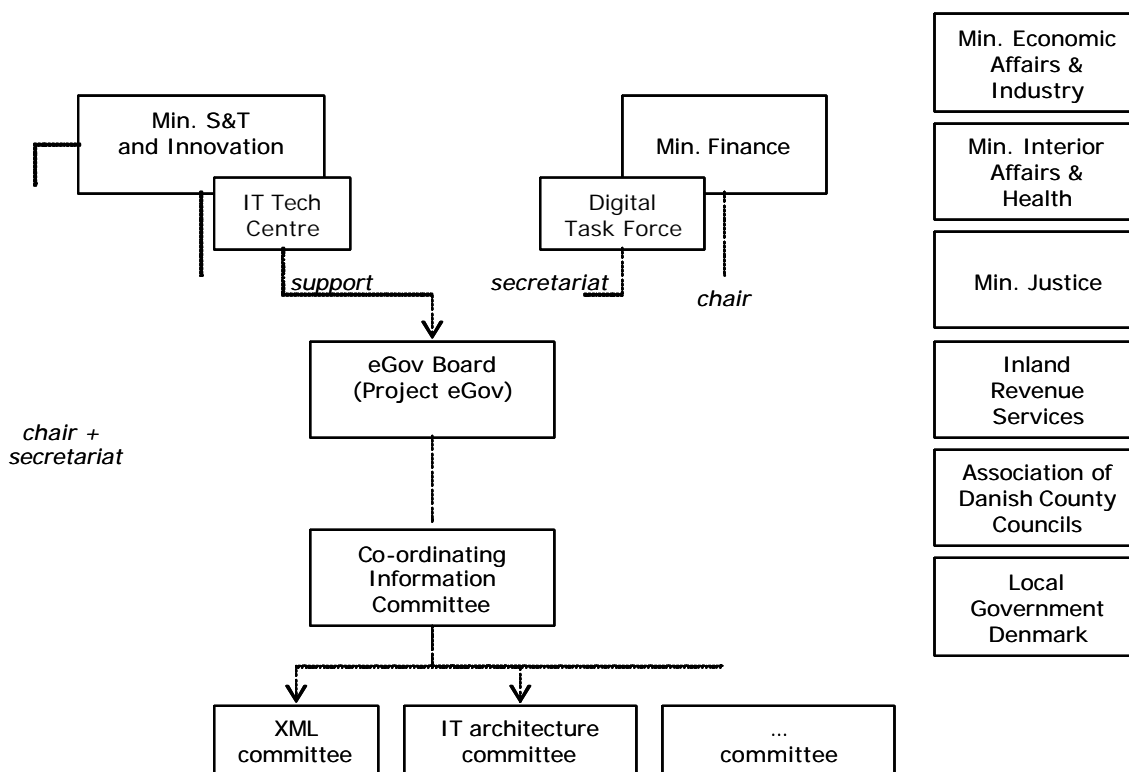 Min. Economic
Affairs &
Industry
Min. S&T
and Innovation
Min. Finance
Min. Interior
Affairs &
Health
IT Tech
Centre
Digital
Task Force
support
secretariat
chair
Min. Justice
eGov Board
(Project eGov)
Inland
Revenue
Services
chair +
secretariat
Association of
Danish County
Councils
Co-ordinating
Information
Committee
Local
Government
Denmark
XML
committee
IT architecture
committee
...
committee